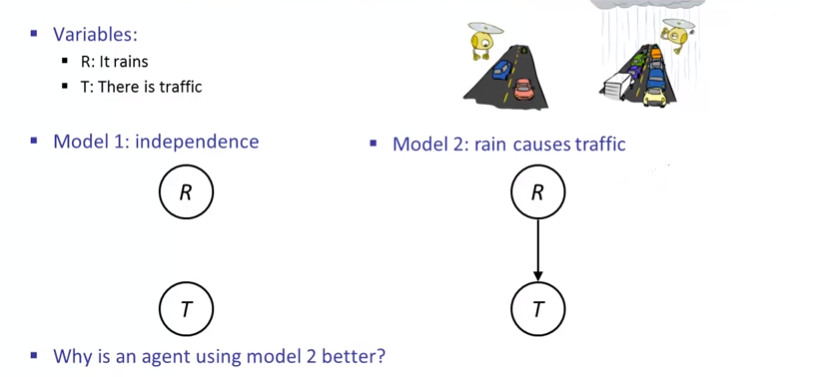 Variables:
R: It rains
T: There is traffic
Model 1: independence
Model 2: rain causes traffic
R
R
T
T
Why is an agent using model 2 better?